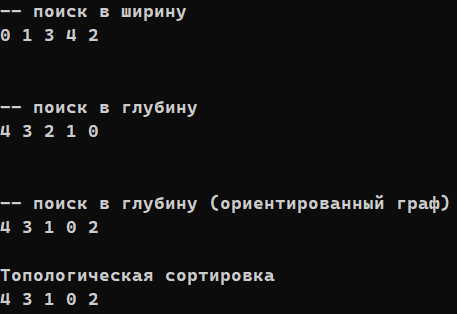 -- поиск в ширину
0 1 3 4 2
-- поиск в глубину
4 3 2 1 0
-- поиск в глубину (ориентированный граф)
4 3 1 0 2
Топологическая сортировка
4 3 1 0 2